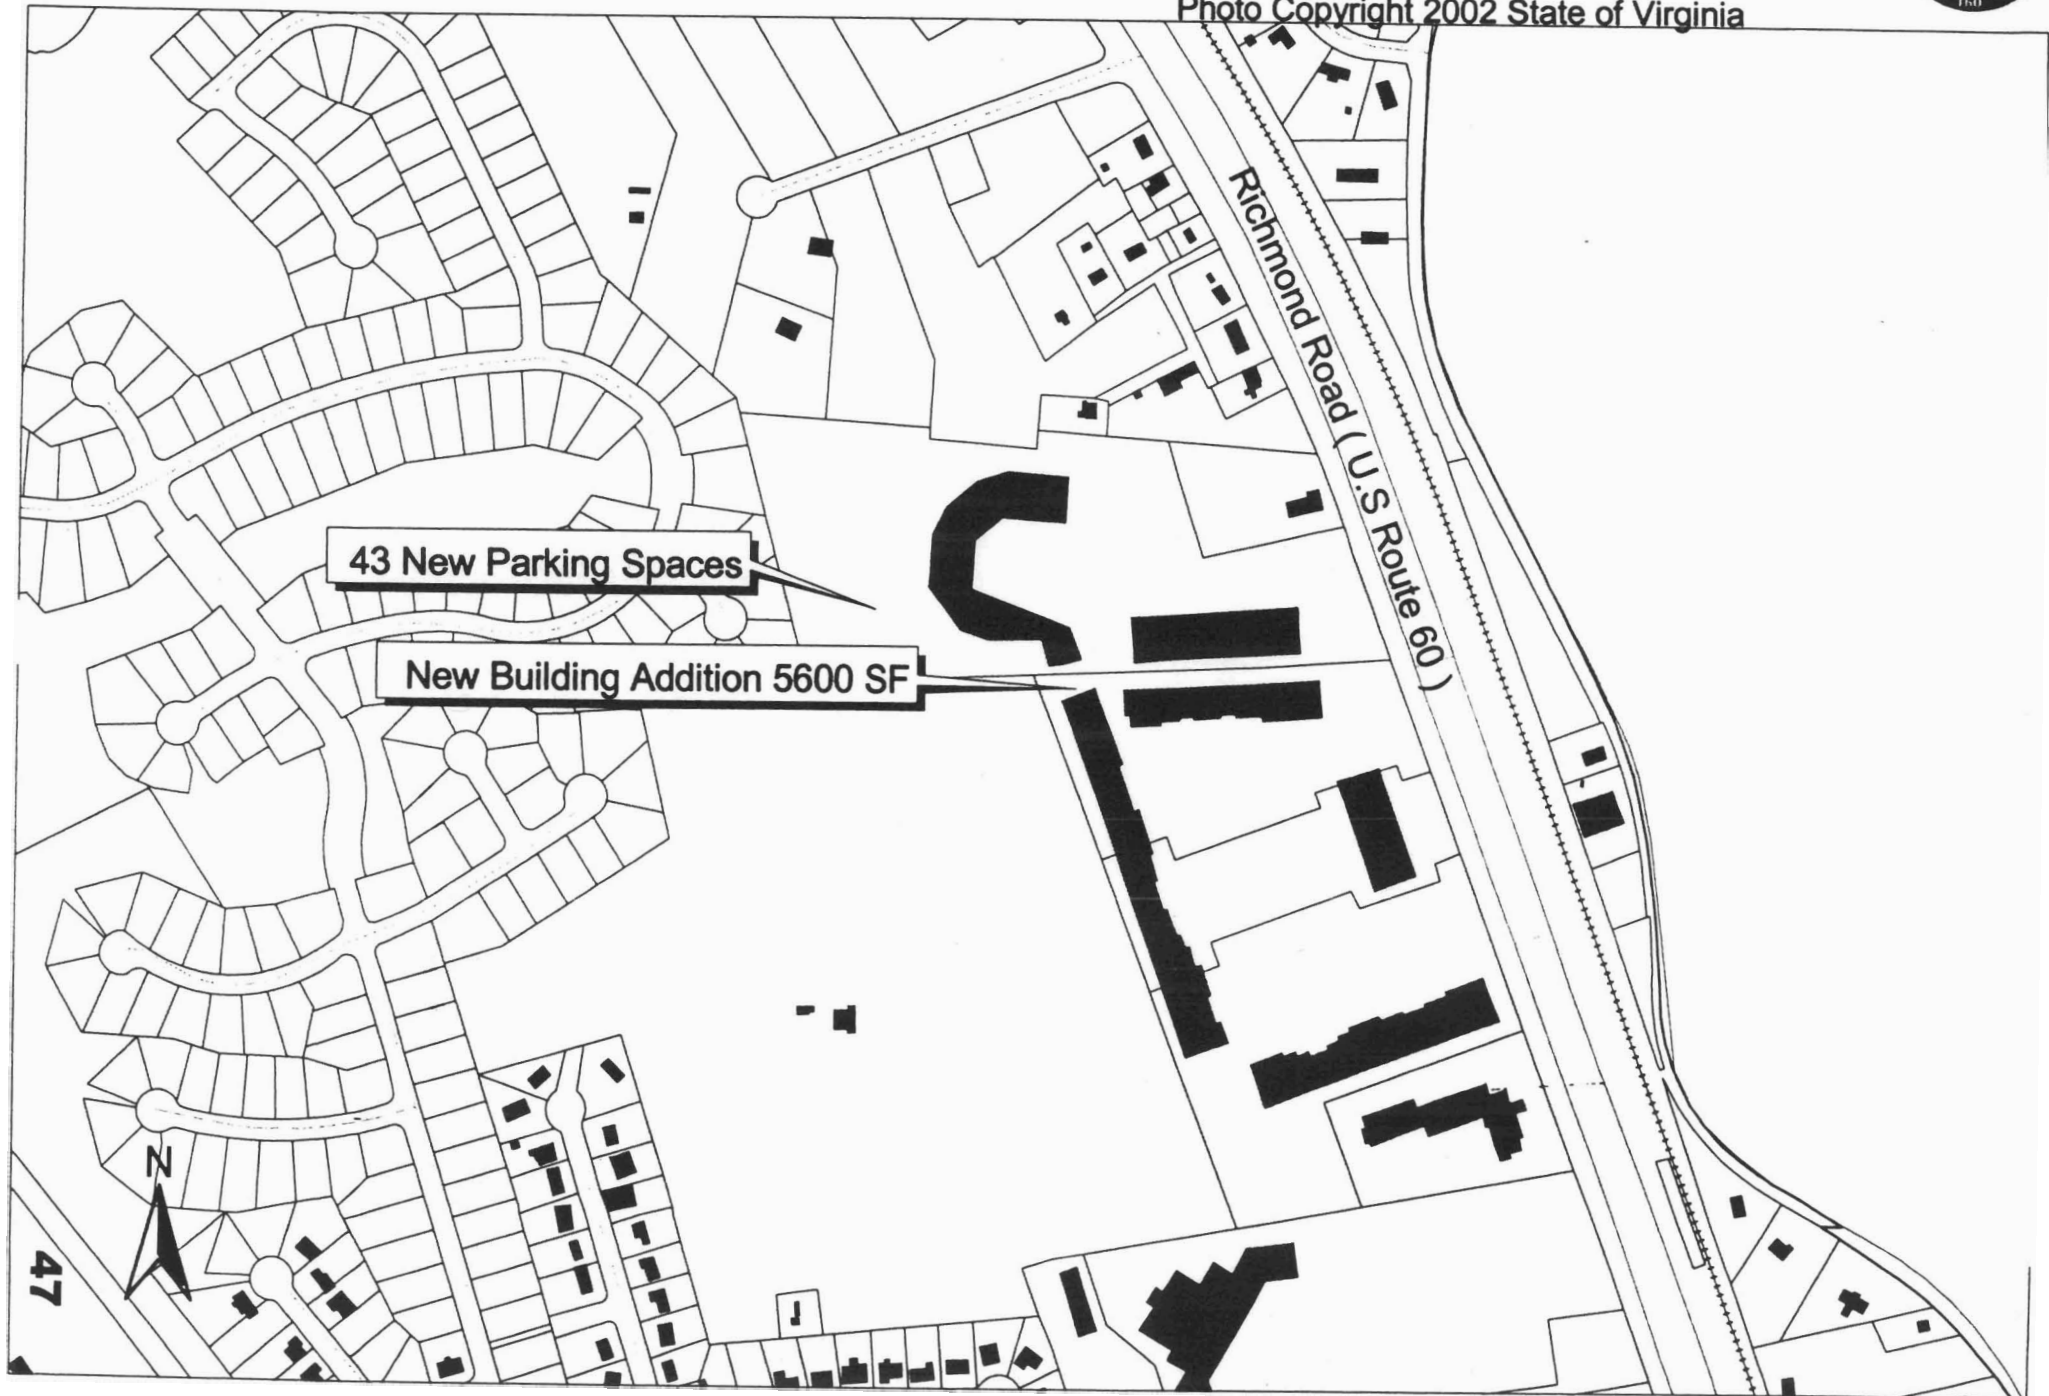 Photo Copyright 2002 State of Virginia
Richmond Road ( U.S Route 60 )
43 New Parking Spaces
New Building Addition 5600 SF
N
47